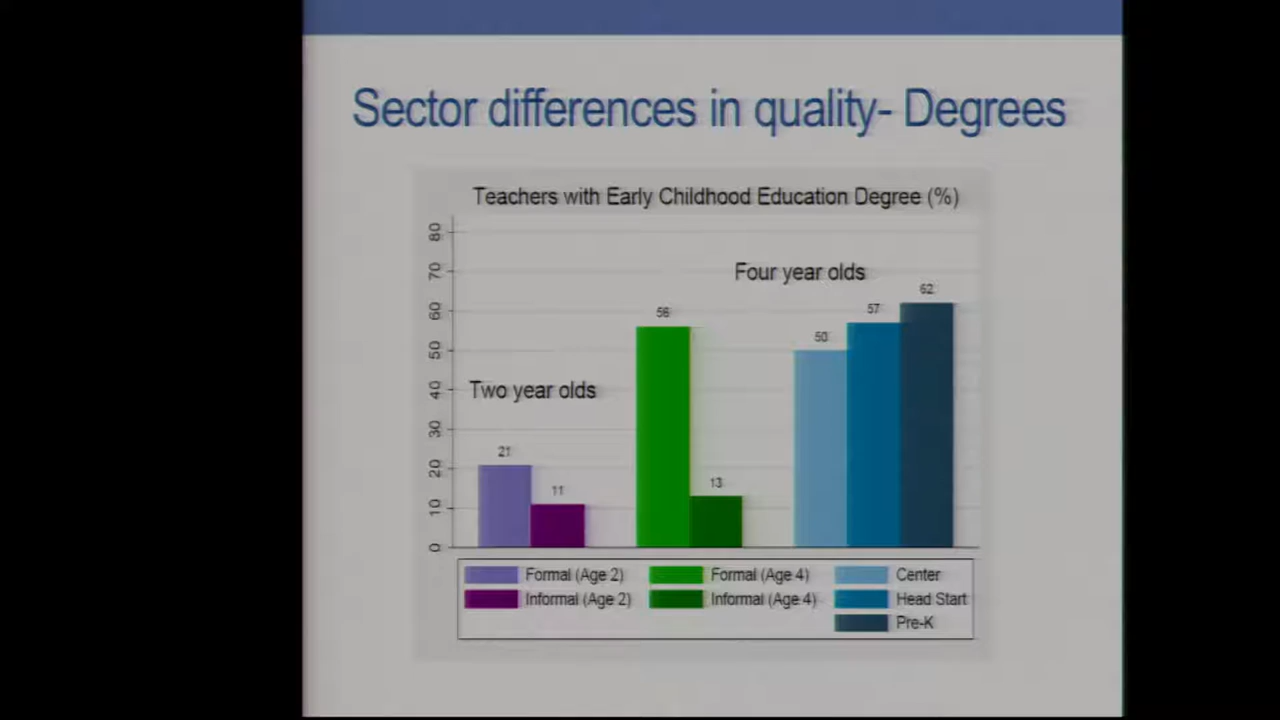 Sector differences in quality- Degrees
Teachers with Early Childhood Education Degree (%)
80
70
60
50
40
30
20
10
0
Two year olds
Four year olds
21
11
56
13
50
57
62
Formal (Age 2)
Informal (Age 2)
Formal (Age 4)
Informal (Age 4)
Center
Head Start
Pre-K